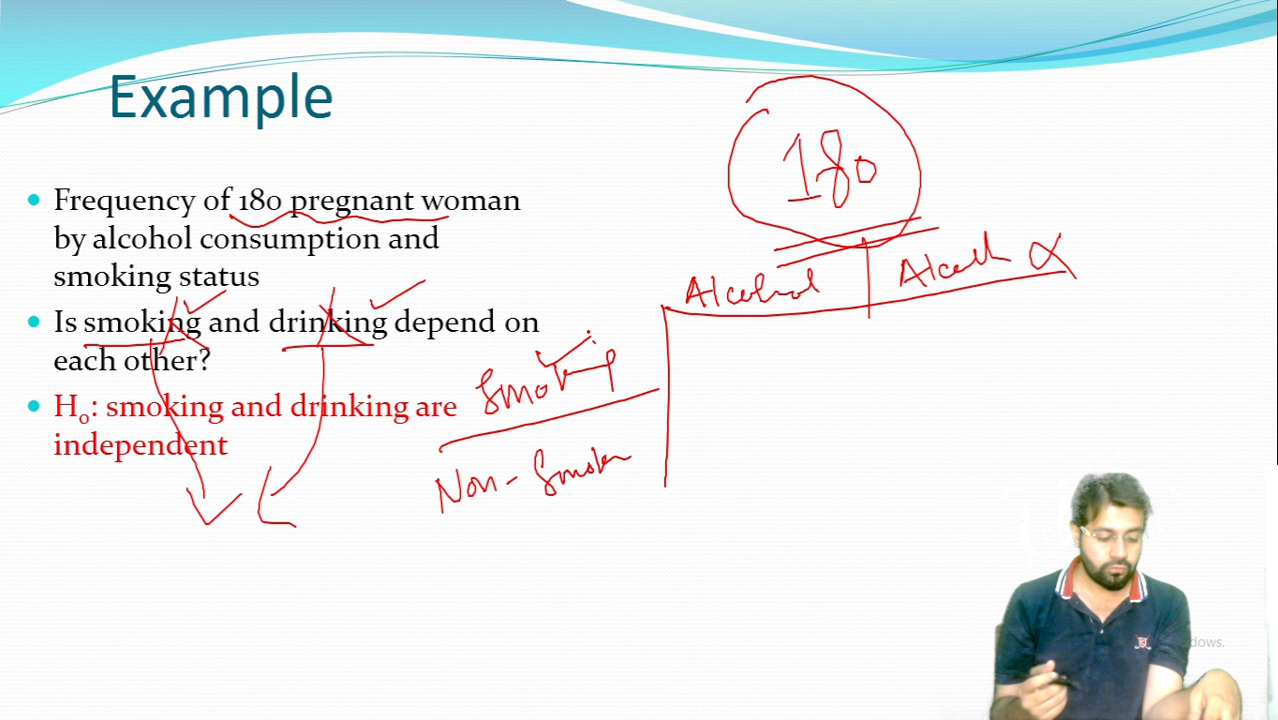 Example
Frequency of 180 pregnant woman
by alcohol consumption and
smoking status
Is smoking and drinking depend on
each other?
H₀: smoking and drinking are
independent
180
Alcohol
Smoking
Non-Smoker
dows.